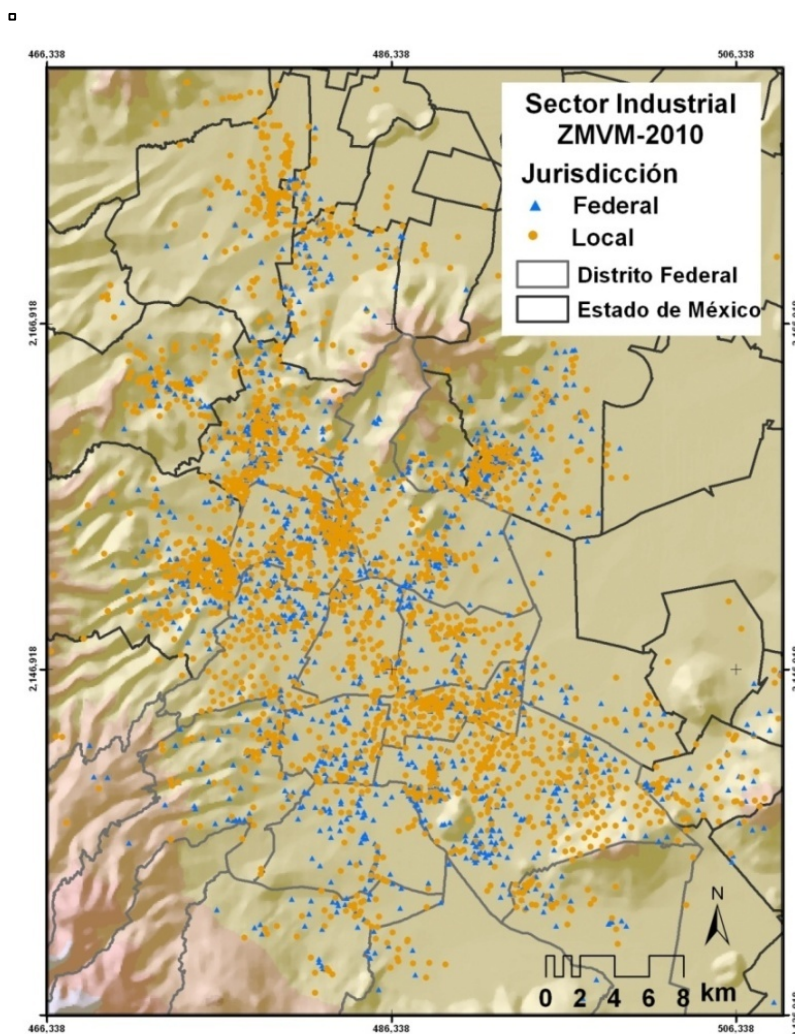 466,338 486,338 506,338
Sector Industrial
ZMVM-2010
Jurisdicción
Federal
Local
Distrito Federal
Estado de México
2,166,918
2,146,918
N
0 2 4 6 8 km
466,338 486,338 506,338